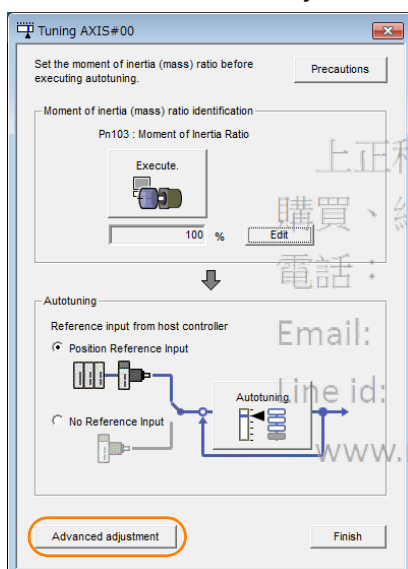 Tuning AXIS#00
Set the moment of inertia (mass) ratio before
executing autotuning.
Precautions
Moment of inertia (mass) ratio identification
Pn103 : Moment of Inertia Ratio
Execute.
100 %
Edit
Autotuning
Reference input from host controller
Position Reference Input
Autotuning.
No Reference Input
Advanced adjustment
Finish
上正
購買、
電話：
Email:
Line id:
www.